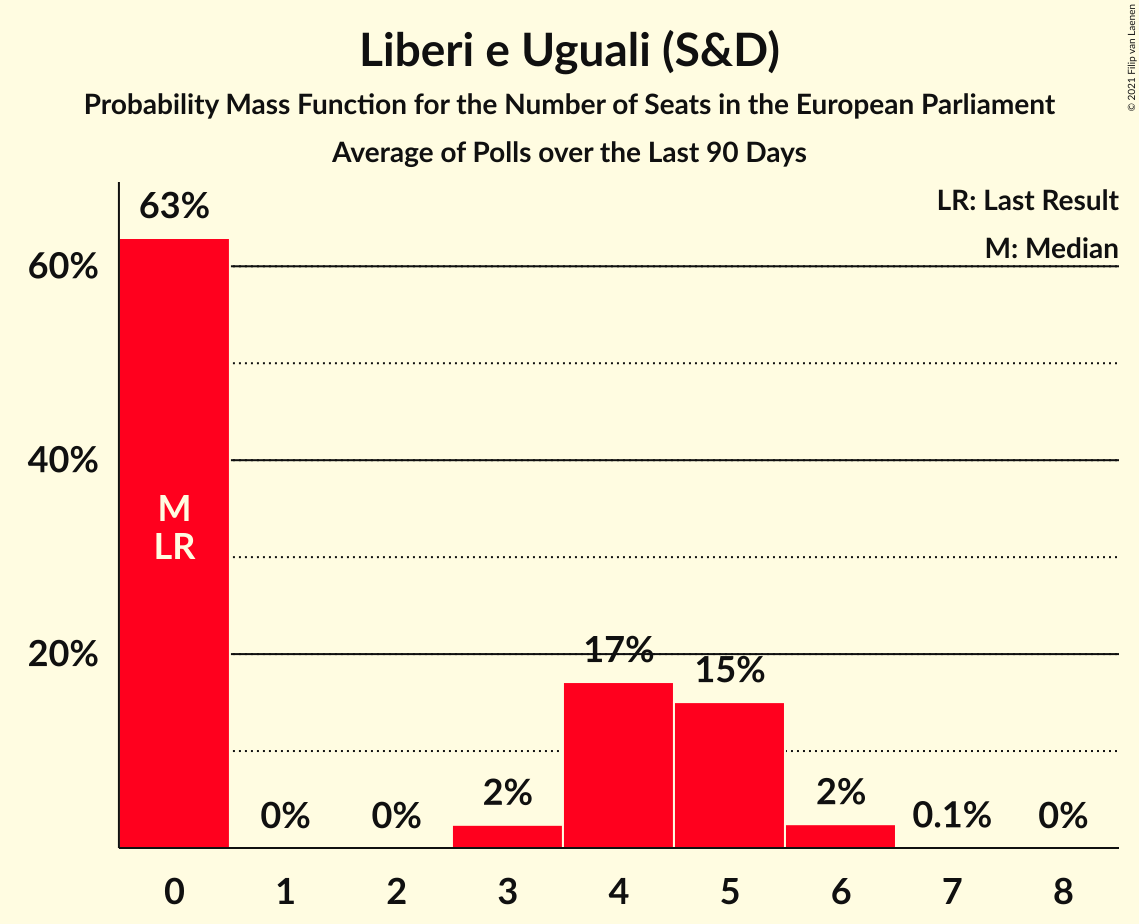 Liberi e Uguali (S&D)
Probability Mass Function for the Number of Seats in the European Parliament
Average of Polls over the Last 90 Days
© 2021 Filip van Laenen
LR: Last Result
M: Median
63%
60%
40%
20%
M
LR
0%
0%
2%
17%
15%
2%
0.1%
0%
0 1 2 3 4 5 6 7 8